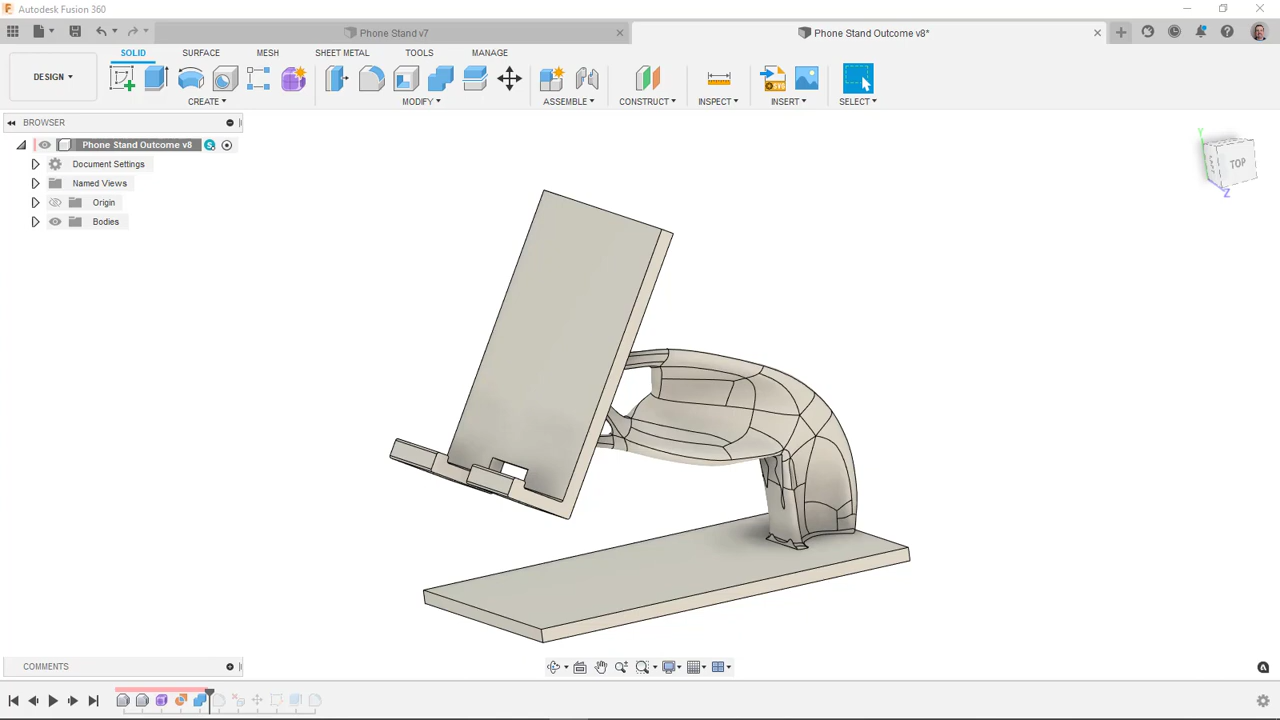 Autodesk Fusion 360
Phone Stand v7
Phone Stand Outcome v8*
SOLID SURFACE MESH SHEET METAL TOOLS MANAGE
DESIGN
SVG
CREATE MODIFY ASSEMBLE CONSTRUCT INSPECT INSERT SELECT
BROWSER
Phone Stand Outcome v8
Document Settings
Named Views
Origin
Bodies
Y
TOP
Z
COMMENTS